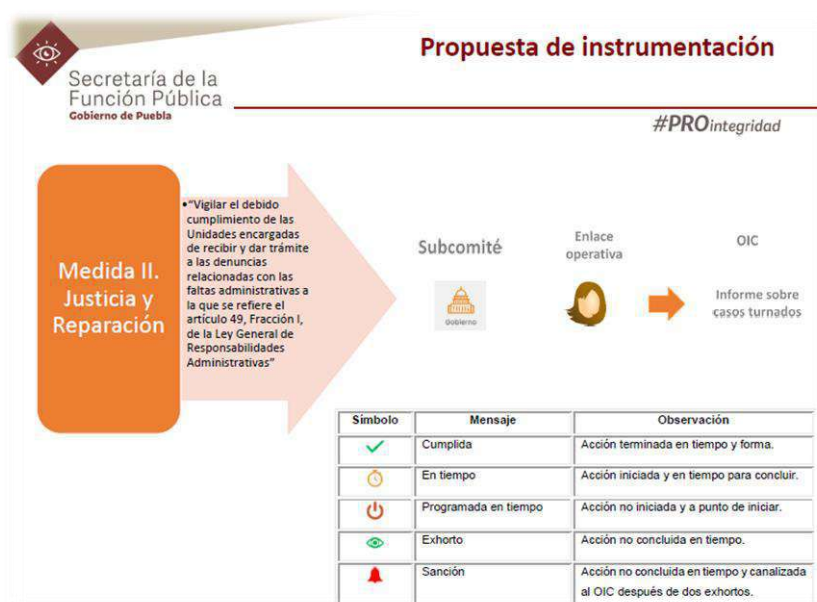 Propuesta de instrumentación
Secretaría de la
Función Pública
Gobierno de Puebla
#PROintegridad
Medida II.
Justicia y
Reparación
•"Vigilar el debido
cumplimiento de las
Unidades encargadas
de recibir y dar trámite
a las denuncias
relacionadas con las
faltas administrativas a
la que se refiere el
artículo 49, Fracción I,
de la Ley General de
Responsabilidades
Administrativas"
Subcomité
Gobierno
Enlace
operativa
OIC
Informe sobre
casos turnados
Símbolo Mensaje Observación
Cumplida Acción terminada en tiempo y forma.
En tiempo Acción iniciada y en tiempo para concluir.
Programada en tiempo Acción no iniciada y a punto de iniciar.
Exhorto Acción no concluida en tiempo.
Sanción Acción no concluida en tiempo y canalizada
al OIC después de dos exhortos.